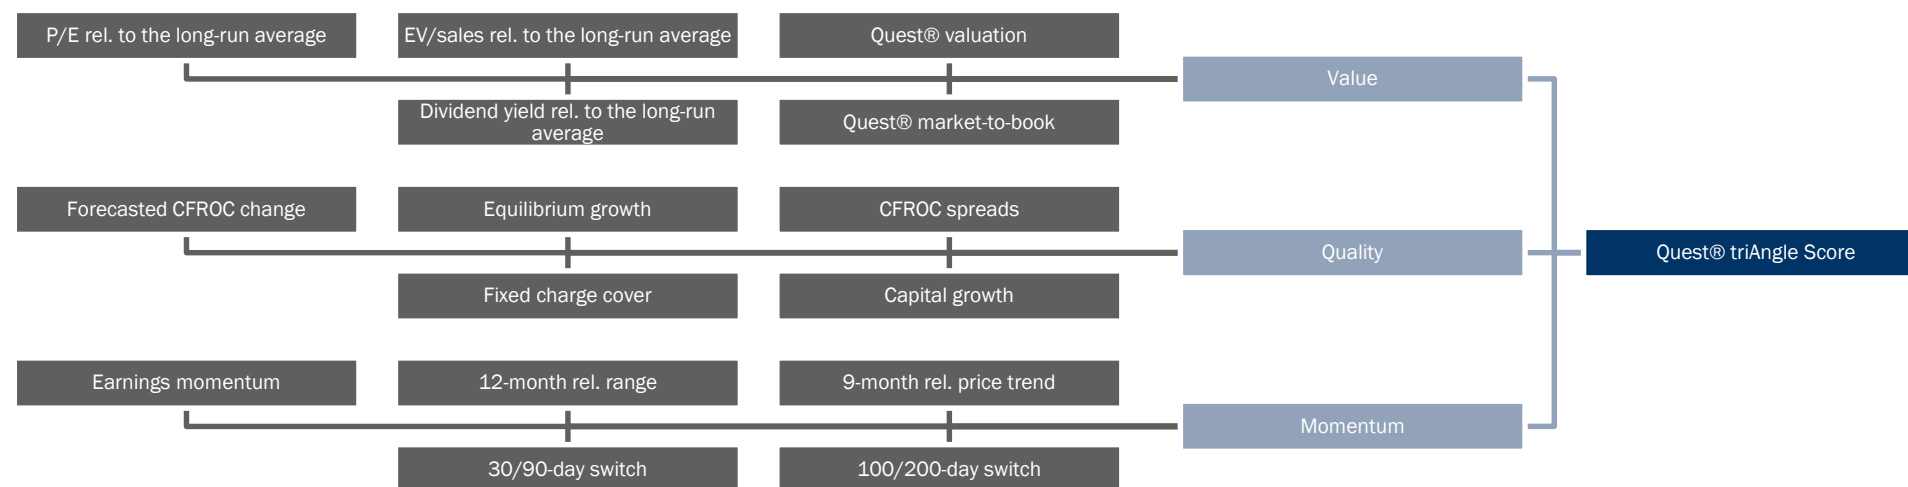 P/E rel. to the long-run average
EV/sales rel. to the long-run average
Quest® valuation
Value
Dividend yield rel. to the long-run
average
Quest® market-to-book
Forecasted CFROC change
Equilibrium growth
CFROC spreads
Quality
Quest® triAngle Score
Fixed charge cover
Capital growth
Earnings momentum
12-month rel. range
9-month rel. price trend
Momentum
30/90-day switch
100/200-day switch